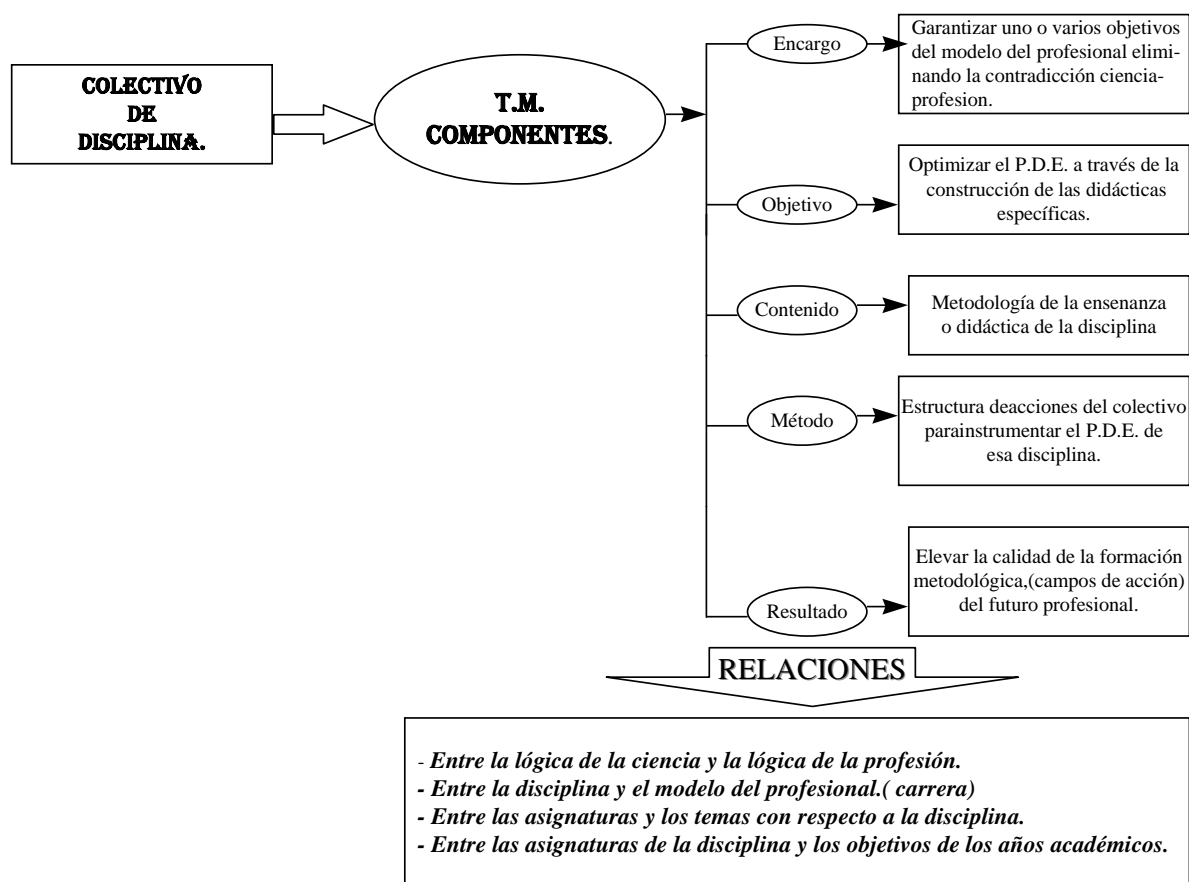 COLECTIVO
DE
DISCIPLINA.
T.M.
COMPONENTES.
Encargo
Garantizar uno o varios objetivos
del modelo del profesional elimi-
nando la contradicción ciencia-
profesion.
Objetivo
Optimizar el P.D.E. a través de la
construcción de las didácticas
específicas.
Contenido
Metodología de la ensenanza
o didáctica de la disciplina
Método
Estructura deacciones del colectivo
parainstrumentar el P.D.E. de
esa disciplina.
Resultado
Elevar la calidad de la formación
metodológica,(campos de acción)
del futuro profesional.
RELACIONES
- Entre la lógica de la ciencia y la lógica de la profesión.
- Entre la disciplina y el modelo del profesional.( carrera)
- Entre las asignaturas y los temas con respecto a la disciplina.
- Entre las asignaturas de la disciplina y los objetivos de los años académicos.